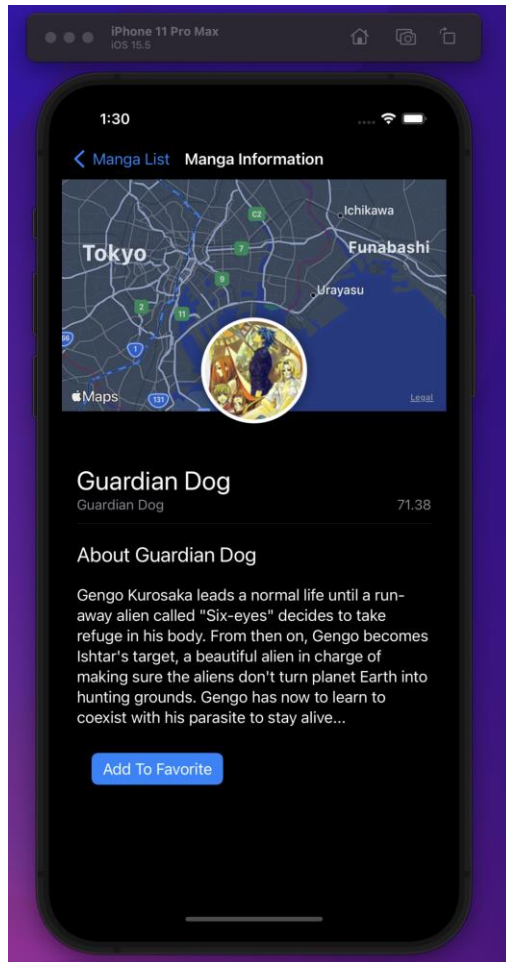 iPhone 11 Pro Max
iOS 15.5
1:30
Manga List Manga Information
C2
Ichikawa
Tokyo
7
Funabashi
9
Urayasu
2
11
1
Maps
131
Legal
Guardian Dog
Guardian Dog 71.38
About Guardian Dog
Gengo Kurosaka leads a normal life until a run-
away alien called "Six-eyes" decides to take
refuge in his body. From then on, Gengo becomes
Ishtar's target, a beautiful alien in charge of
making sure the aliens don't turn planet Earth into
hunting grounds. Gengo has now to learn to
coexist with his parasite to stay alive...
Add To Favorite